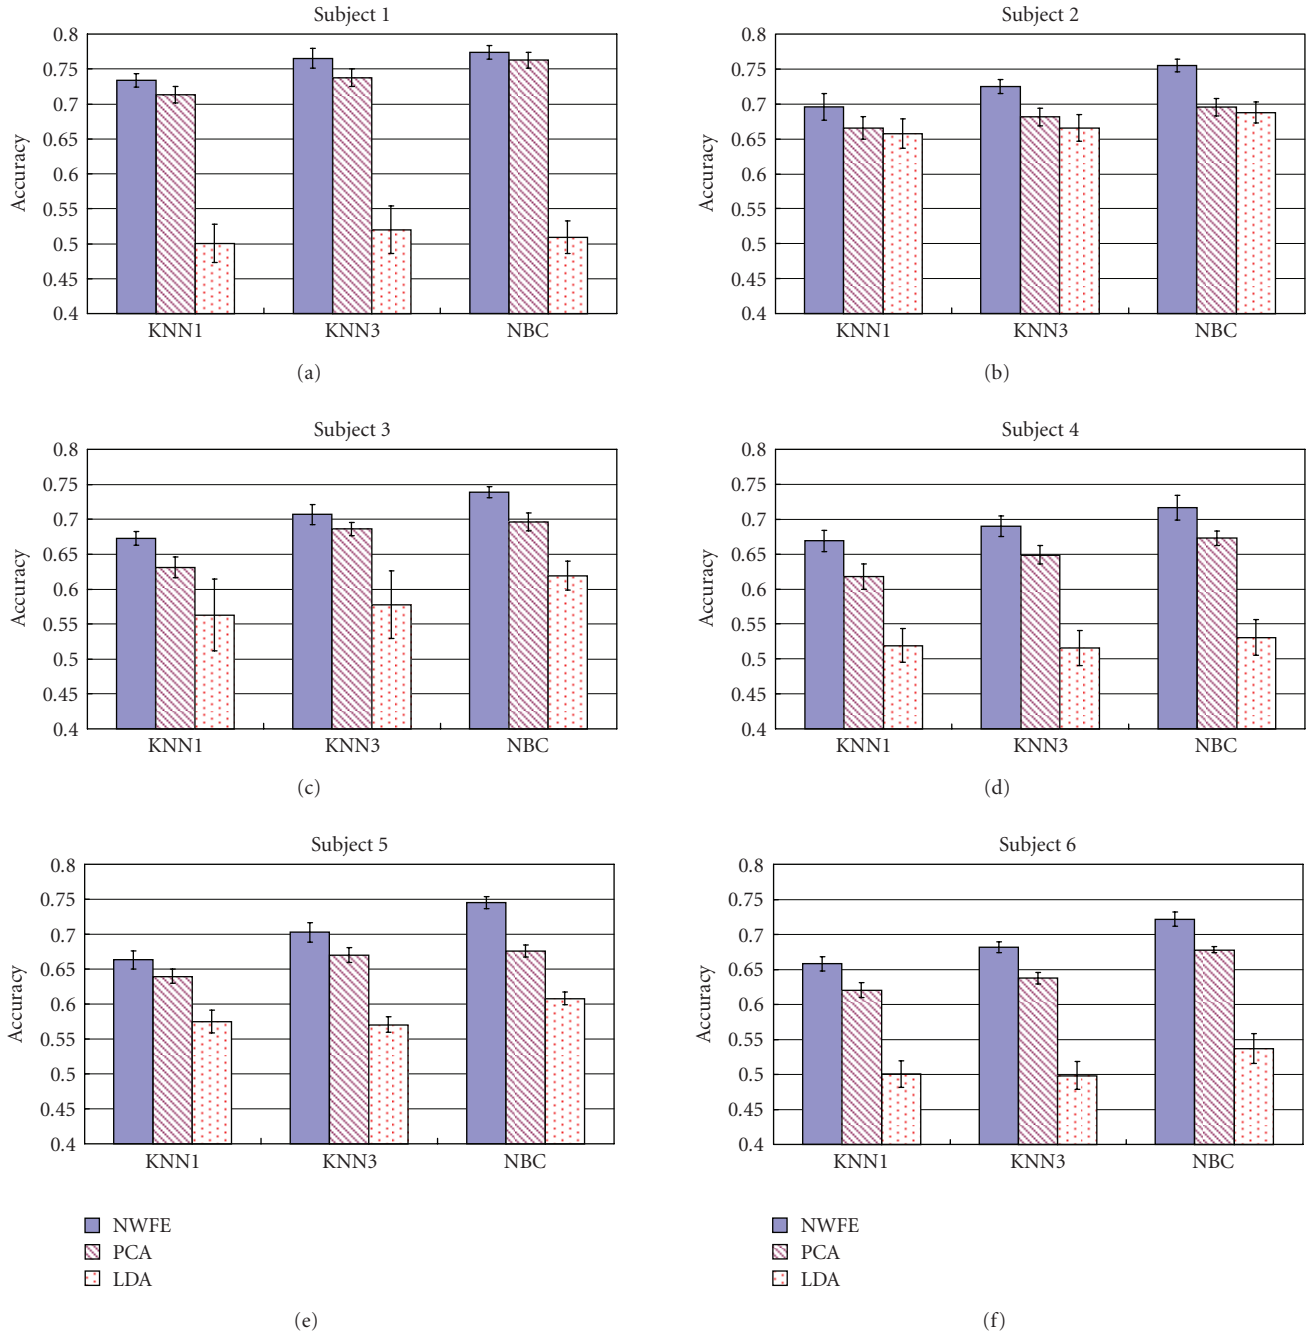 Subject 1
0.8
0.75
0.7
0.65
0.6
0.55
0.5
0.45
0.4
Accuracy
KNN1 KNN3 NBC
(a)
Subject 2
0.8
0.75
0.7
0.65
0.6
0.55
0.5
0.45
0.4
Accuracy
KNN1 KNN3 NBC
(b)
Subject 3
0.8
0.75
0.7
0.65
0.6
0.55
0.5
0.45
0.4
Accuracy
KNN1 KNN3 NBC
(c)
Subject 4
0.8
0.75
0.7
0.65
0.6
0.55
0.5
0.45
0.4
Accuracy
KNN1 KNN3 NBC
(d)
Subject 5
0.8
0.75
0.7
0.65
0.6
0.55
0.5
0.45
0.4
Accuracy
KNN1 KNN3 NBC
NWFE
PCA
LDA
(e)
Subject 6
0.8
0.75
0.7
0.65
0.6
0.55
0.5
0.45
0.4
Accuracy
KNN1 KNN3 NBC
NWFE
PCA
LDA
(f)